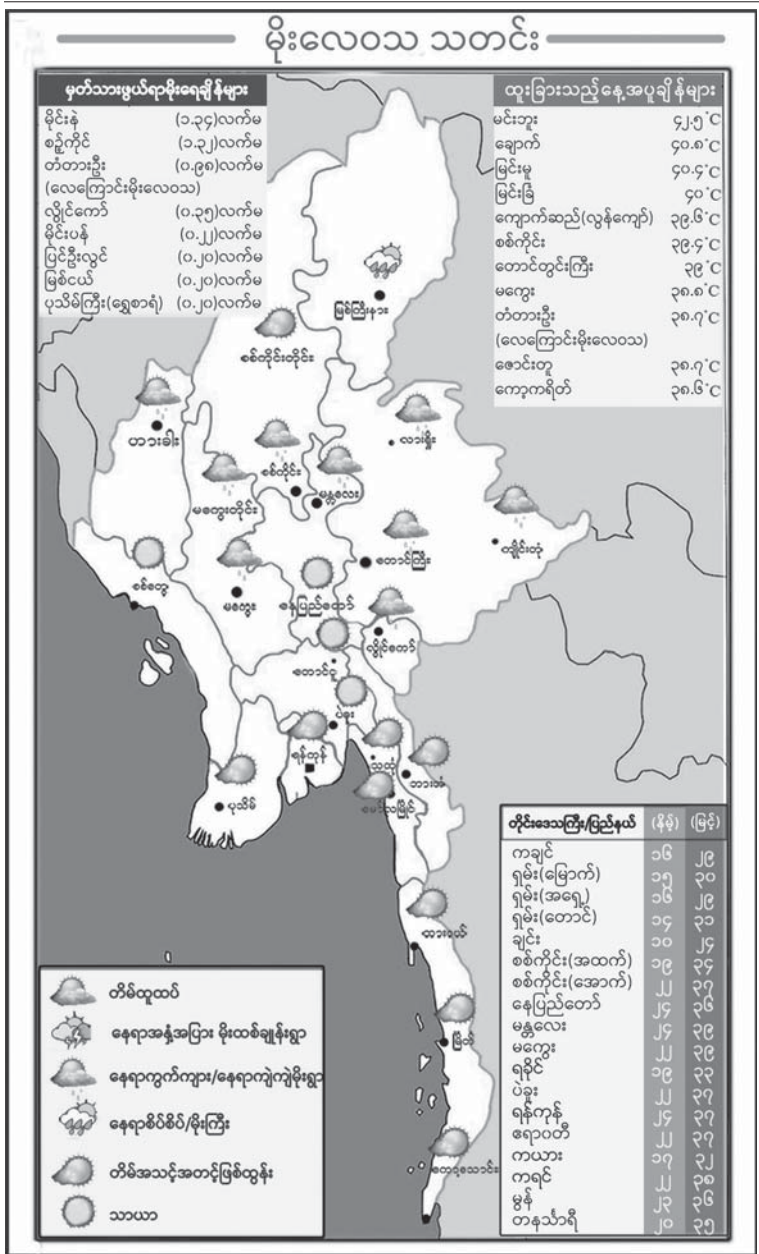 မိုးလေဝသ သတင်း
မှတ်သားဖွယ်ရာမိုးရေချိန်များ
မိုင်းနဲ (၁.၃၄)လက်မ
စဉ့်ကိုင် (၁.၃၂)လက်မ
တံတားဦး (၀.၉၈)လက်မ
(လေကြောင်းမိုးလေဝသ)
လွိုင်ကော် (၀.၃၅)လက်မ
မိုင်းပန် (၀.၂၂)လက်မ
ပြင်ဦးလွင် (၀.၂၀)လက်မ
မြစ်ငယ် (၀.၂၀)လက်မ
ပုသိမ်ကြီး(ရွှေစာရံ) (၀.၂၀)လက်မ
ထူးခြားသည့်နေ့အပူချိန်များ
မင်းဘူး ၄၂.၅°C
ချောက် ၄၀.၈°C
မြင်းမူ ၄၀.၄°C
မြင်းခြံ ၄၀°C
ကျောက်ဆည်(လွန်ကျော်) ၃၉.၆°C
စစ်ကိုင်း ၃၉.၄°C
တောင်တွင်းကြီး ၃၉°C
မကွေး ၃၈.၈°C
တံတားဦး ၃၈.၇°C
(လေကြောင်းမိုးလေဝသ)
ဇောင်းတူ ၃၈.၇°C
ကော့ကရိတ် ၃၈.၆°C
မြစ်ကြီးနား
စစ်ကိုင်းတိုင်း
ဟားခါး
လားရှိုး
စစ်ကိုင်း
မန္တလေး
မကွေးတိုင်း
ကျိုင်းတုံ
တောင်ကြီး
စစ်တွေ
မကွေး
နေပြည်တော်
လွိုင်ကော်
တောင်ငူ
ပဲခူး
ရန်ကုန်
သထုံ
ဘားအံ
ပုသိမ်
မော်လမြိုင်
ထားဝယ်
မြိတ်
ကော့သောင်း
တိမ်ထူထပ်
နေရာအနှံ့အပြား မိုးထစ်ချုန်းရွာ
နေရာကွက်ကျား/နေရာကျဲကျဲမိုးရွာ
နေရာစိပ်စိပ်/မိုးကြီး
တိမ်အသင့်အတင့်ဖြစ်ထွန်း
သာယာ
တိုင်းဒေသကြီး/ပြည်နယ် (နိမ့်) (မြင့်)
ကချင် ၁၆ ၂၉
ရှမ်း(မြောက်) ၁၅ ၃၀
ရှမ်း(အရှေ့) ၁၆ ၂၉
ရှမ်း(တောင်) ၁၄ ၃၁
ချင်း ၁၀ ၂၄
စစ်ကိုင်း(အထက်) ၁၉ ၃၄
စစ်ကိုင်း(အောက်) ၂၂ ၃၇
နေပြည်တော် ၂၄ ၃၆
မန္တလေး ၂၄ ၃၉
မကွေး ၂၂ ၃၉
ရခိုင် ၁၉ ၃၃
ပဲခူး ၂၂ ၃၇
ရန်ကုန် ၂၄ ၃၇
ဧရာဝတီ ၂၂ ၃၇
ကယား ၁၇ ၃၂
ကရင် ၂၂ ၃၈
မွန် ၂၃ ၃၆
တနင်္သာရီ ၂၀ ၃၅